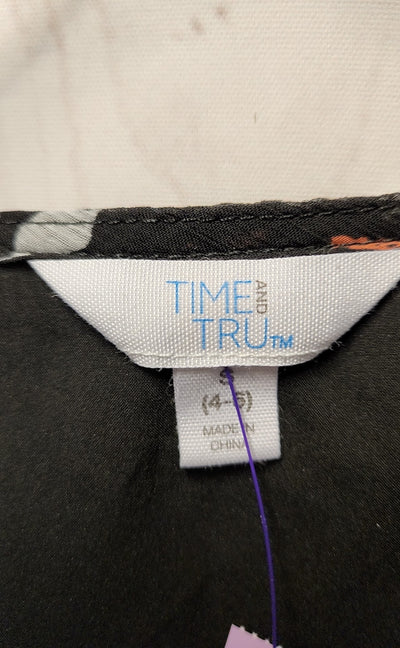 TIME AND
TRU™
S
(4-6)
MADE IN
CHINA